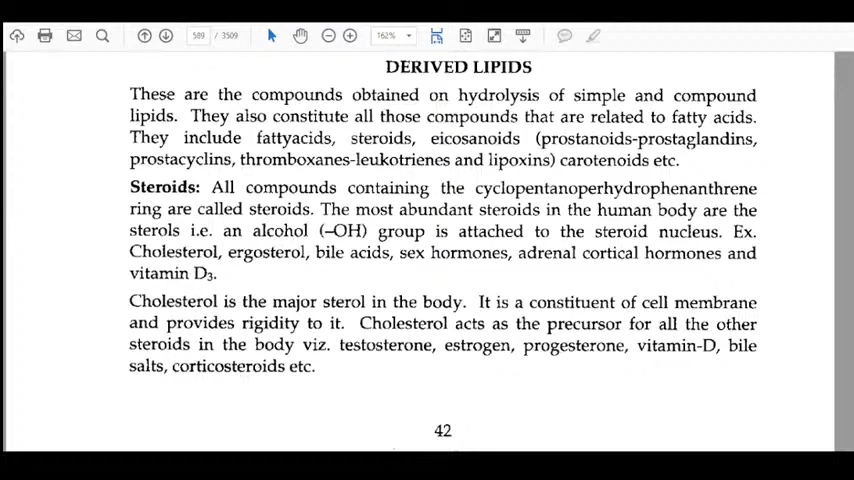 589 / 3509 162%
DERIVED LIPIDS
These are the compounds obtained on hydrolysis of simple and compound
lipids. They also constitute all those compounds that are related to fatty acids.
They include fattyacids, steroids, eicosanoids (prostanoids-prostaglandins,
prostacyclins, thromboxanes-leukotrienes and lipoxins) carotenoids etc.
Steroids: All compounds containing the cyclopentanoperhydrophenanthrene
ring are called steroids. The most abundant steroids in the human body are the
sterols i.e. an alcohol (–OH) group is attached to the steroid nucleus. Ex.
Cholesterol, ergosterol, bile acids, sex hormones, adrenal cortical hormones and
vitamin D₃.
Cholesterol is the major sterol in the body. It is a constituent of cell membrane
and provides rigidity to it. Cholesterol acts as the precursor for all the other
steroids in the body viz. testosterone, estrogen, progesterone, vitamin-D, bile
salts, corticosteroids etc.
42